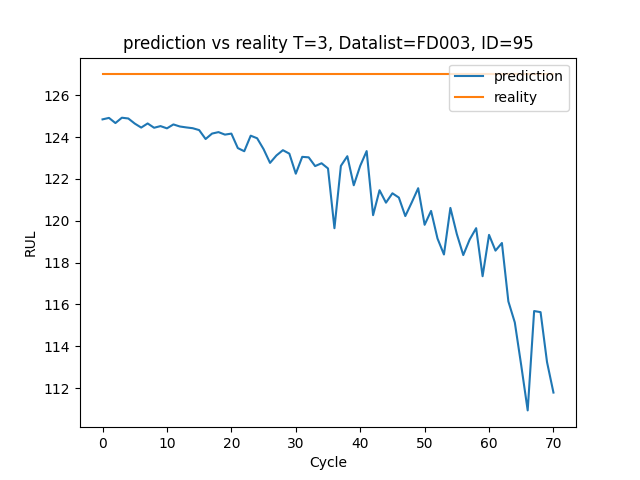 prediction vs reality T=3, Datalist=FD003, ID=95
prediction
reality
RUL
126
124
122
120
118
116
114
112
0 10 20 30 40 50 60 70
Cycle